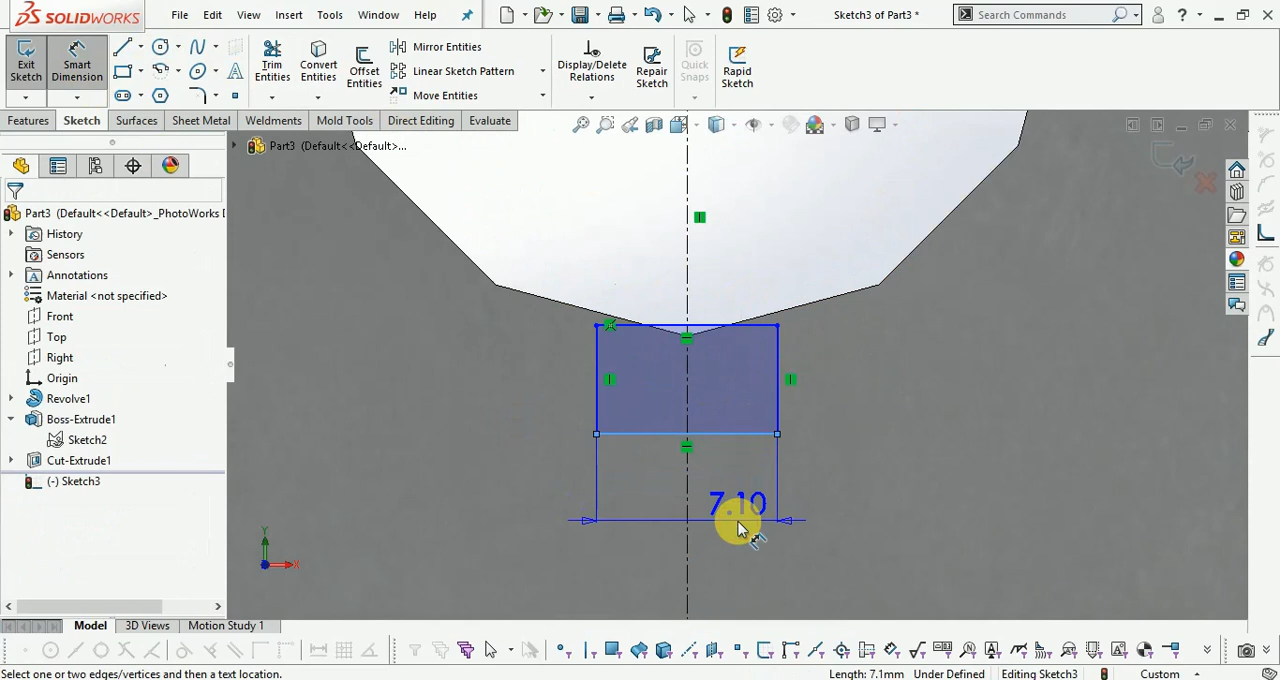 SOLIDWORKS
File Edit View Insert Tools Window Help
Sketch3 of Part3 *
Search Commands
Exit Sketch
Smart Dimension
Trim Entities
Convert Entities
Offset Entities
Mirror Entities
Linear Sketch Pattern
Move Entities
Display/Delete Relations
Repair Sketch
Quick Snaps
Rapid Sketch
Features Sketch Surfaces Sheet Metal Weldments Mold Tools Direct Editing Evaluate
Part3 (Default<<Default>...
Part3 (Default<<Default>_PhotoWorks D
History
Sensors
Annotations
Material <not specified>
Front
Top
Right
Origin
Revolve1
Boss-Extrude1
Sketch2
Cut-Extrude1
(-) Sketch3
7.10
Y
X
Model 3D Views Motion Study 1
Select one or two edges/vertices and then a text location.
Length: 7.1mm Under Defined Editing Sketch3 Custom